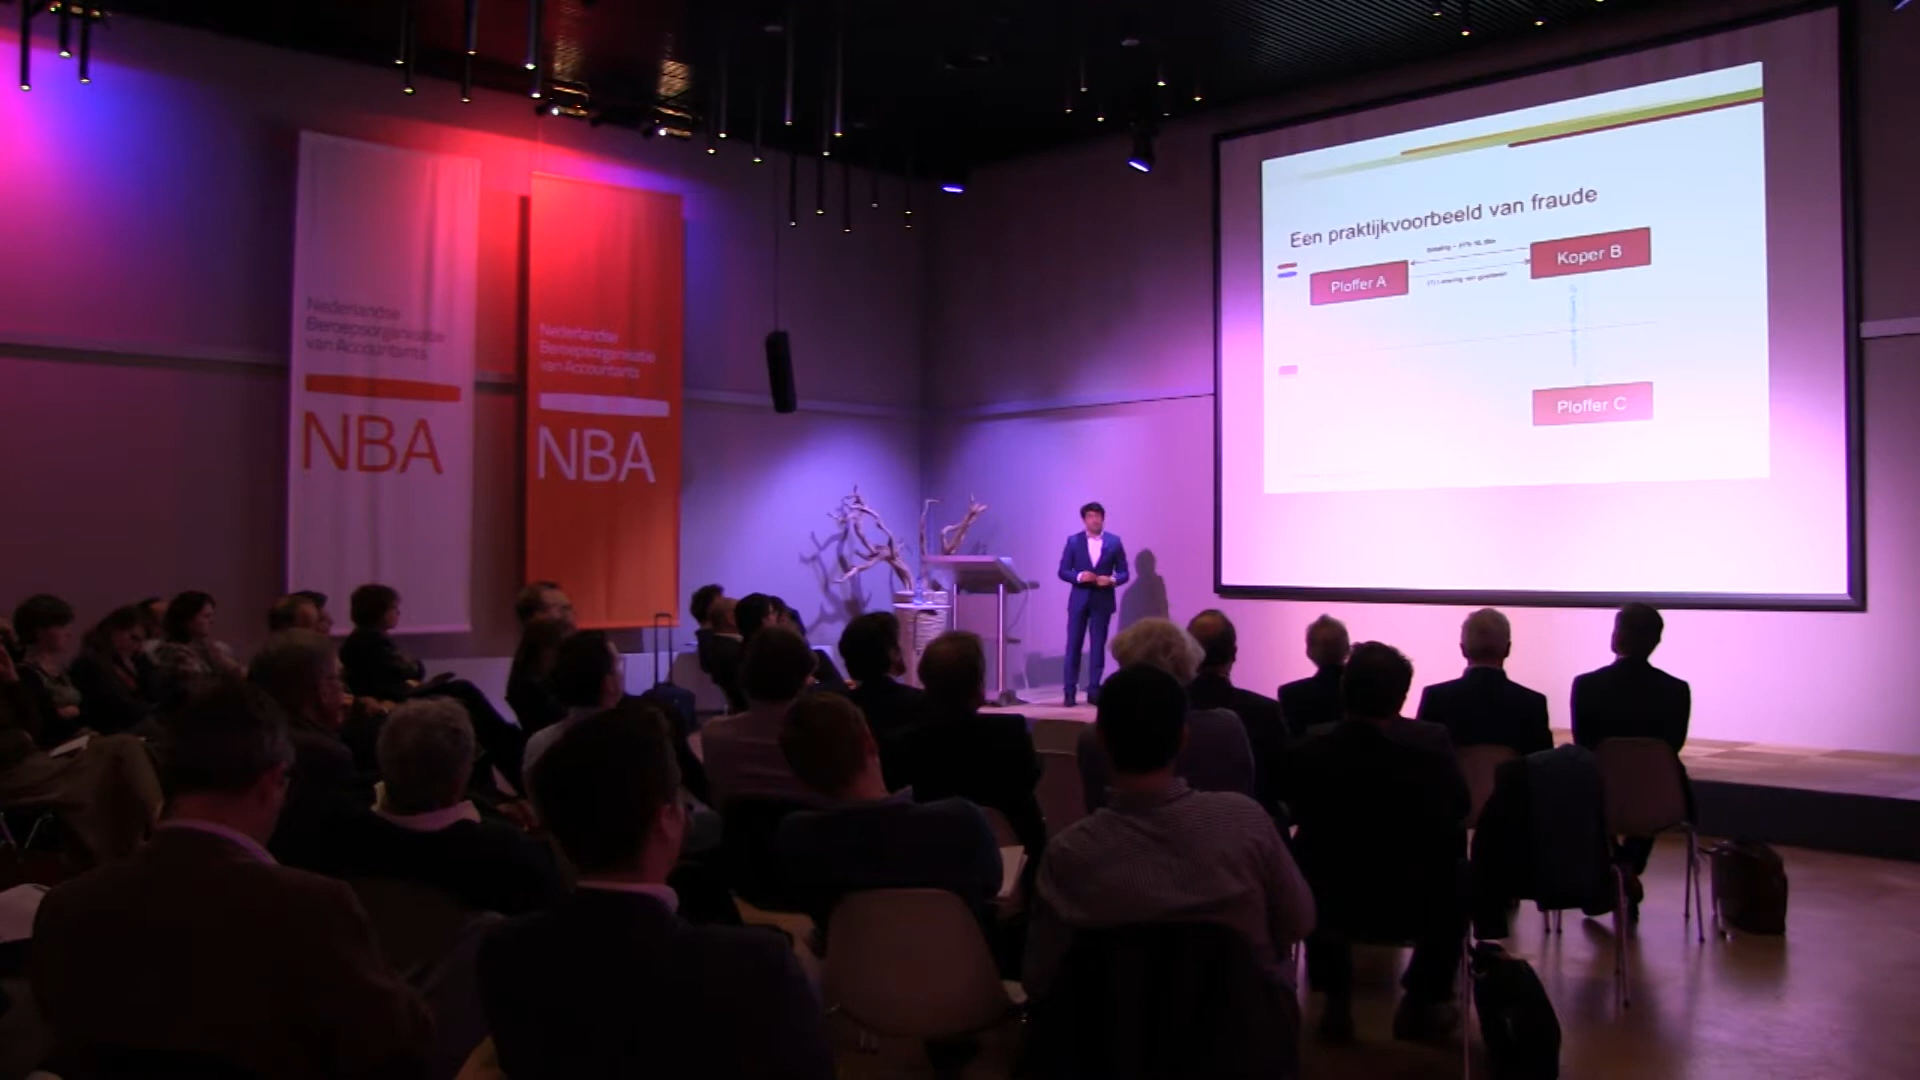 Nederlandse
Beroepsorganisatie
van Accountants
NBA
Nederlandse
Beroepsorganisatie
van Accountants
NBA
Een praktijkvoorbeeld van fraude
Ploffer A
Koper B
Ploffer C